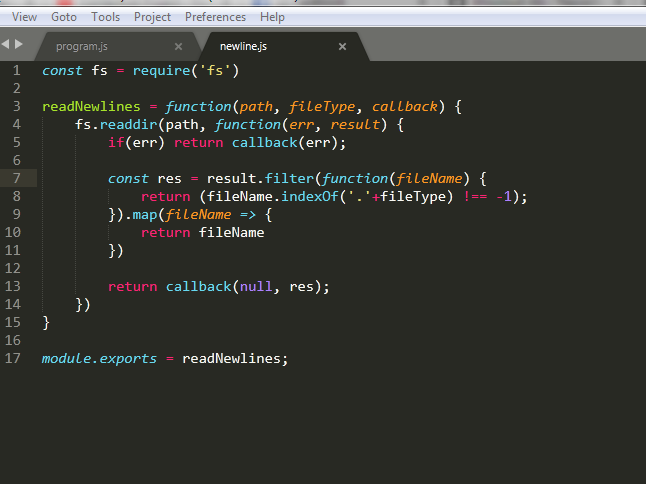 View Goto Tools Project Preferences Help
program.js × newline.js ×
1 const fs = require('fs')
2
3 readNewlines = function(path, fileType, callback) {
4     fs.readdir(path, function(err, result) {
5         if(err) return callback(err);
6
7         const res = result.filter(function(fileName) {
8             return (fileName.indexOf('.'+fileType) !== -1);
9         }).map(fileName => {
10             return fileName
11         })
12
13         return callback(null, res);
14     })
15 }
16
17 module.exports = readNewlines;